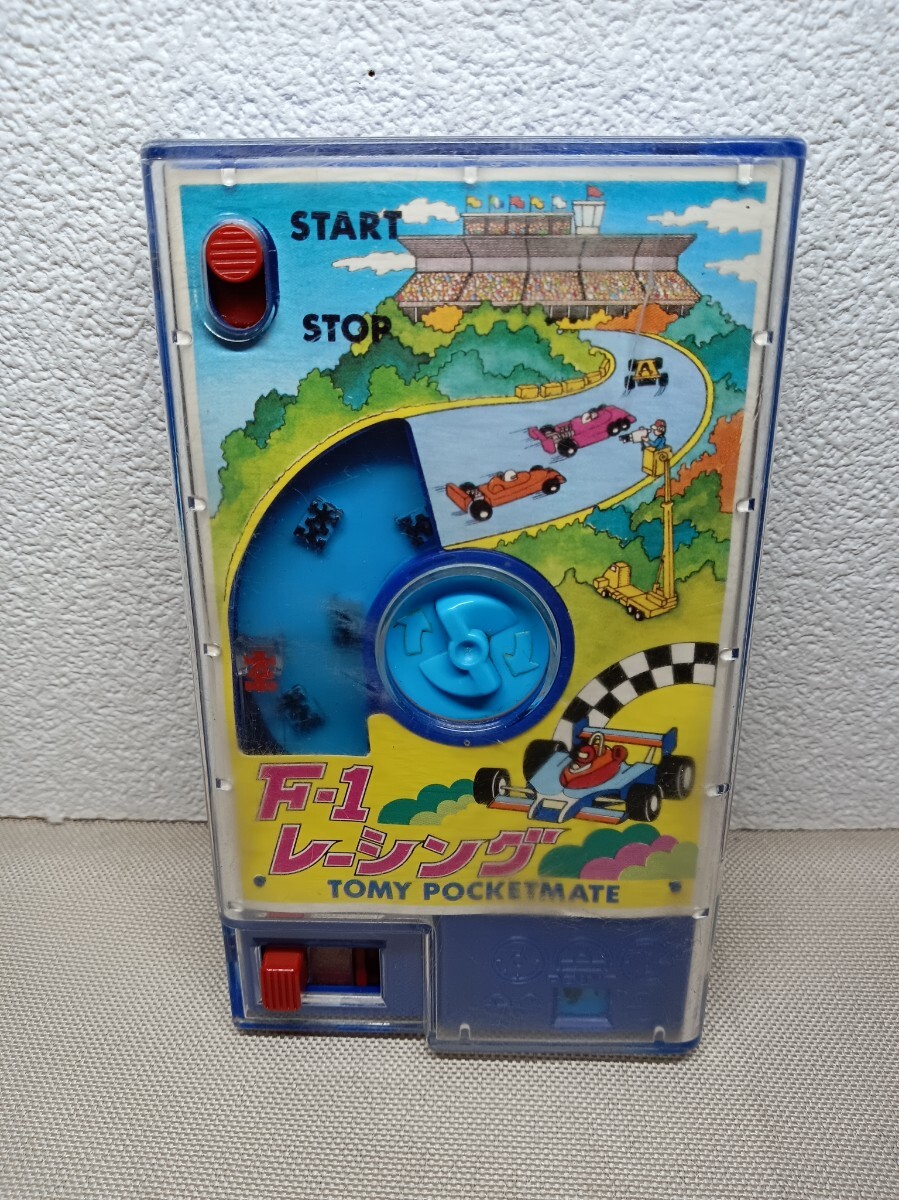 START
STOP
F-1
レーシング
TOMY POCKETMATE